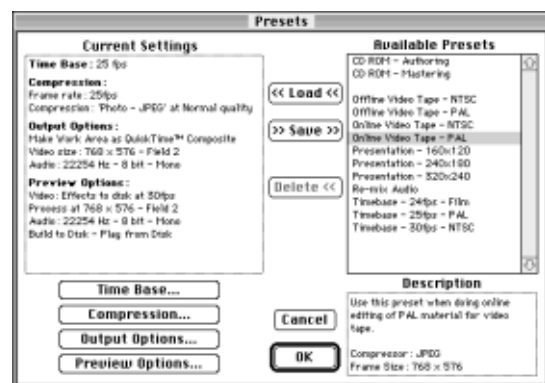 Presets
Current Settings
Time Base : 25 fps
Compression :
Frame rate : 25fps
Compression : 'Photo - JPEG' at Normal quality
Output Options :
Make Work Area as QuickTime™ Composite
Video size : 768 × 576 - Field 2
Audio : 22254 Hz - 8 bit - Mono
Preview Options :
Video: Effects to disk at 30fps
Process at 768 × 576 - Field 2
Audio : 22254 Hz - 8 bit - Mono
Build to Disk - Play from Disk
Time Base...
Compression...
Output Options...
Preview Options...
<< Load <<
>> Save >>
Delete <<
Cancel
OK
Available Presets
CD ROM - Authoring
CD ROM - Mastering
Offline Video Tape - NTSC
Offline Video Tape - PAL
Online Video Tape - NTSC
Online Video Tape - PAL
Presentation - 160x120
Presentation - 240x180
Presentation - 320x240
Re-mix Audio
Timebase - 24fps - Film
Timebase - 25fps - PAL
Timebase - 30fps - NTSC
Description
Use this preset when doing online
editing of PAL material for video
tape.
Compressor : JPEG
Frame Size : 768 × 576